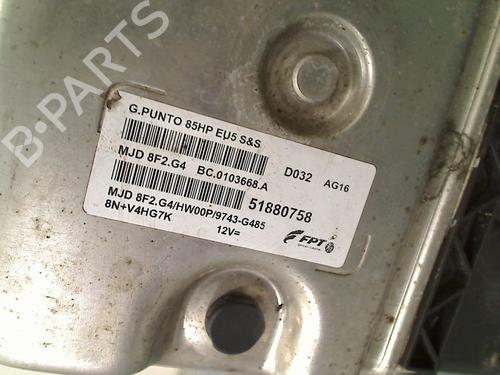 B-PARTS
G.PUNTO 85HP EU5 S&S
D032 AG16
MJD 8F2.G4 BC.0103668.A
51880758
MJD 8F2.G4/HW00P/9743-G485
8N+V4HG7K
12V=
FPT